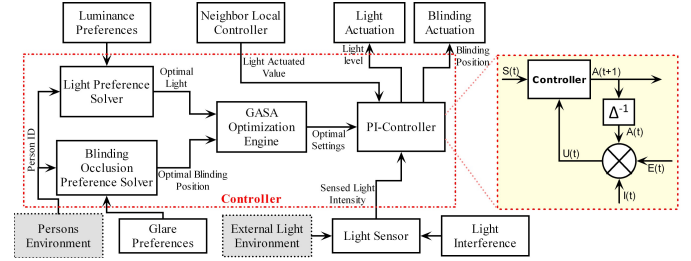 Luminance
Preferences
Neighbor Local
Controller
Light
Actuation
Blinding
Actuation
Light
level
Blinding
Position
Light Actuated
Value
Light Preference
Solver
Optimal
Light
GASA
Optimization
Engine
Optimal
Settings
PI-Controller
Person ID
Blinding
Occlusion
Preference Solver
Optimal Blinding
Position
Controller
Sensed Light
Intensity
Persons
Environment
Glare
Preferences
External Light
Environment
Light Sensor
Light
Interference
S(t)
Controller
A(t+1)
Δ⁻¹
A(t)
U(t)
E(t)
I(t)